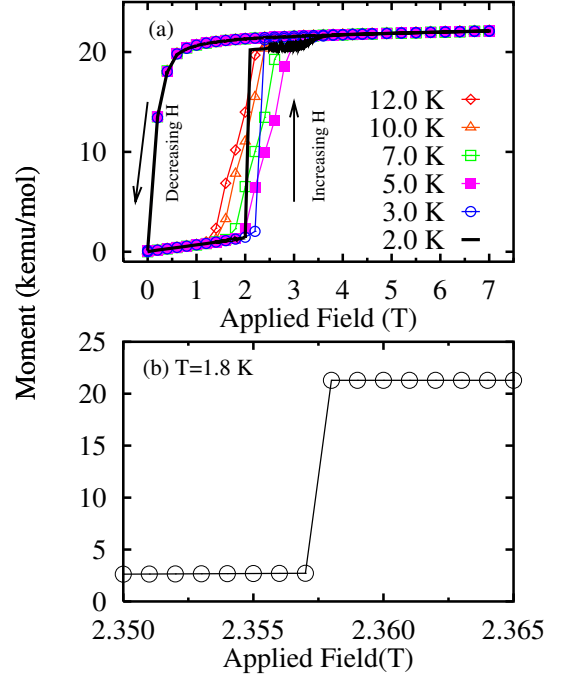 Moment (kemu/mol)
(a)
20
10
0
Decreasing H
Increasing H
12.0 K
10.0 K
7.0 K
5.0 K
3.0 K
2.0 K
0 1 2 3 4 5 6 7
Applied Field (T)
(b) T=1.8 K
25
20
15
10
5
0
2.350 2.355 2.360 2.365
Applied Field(T)